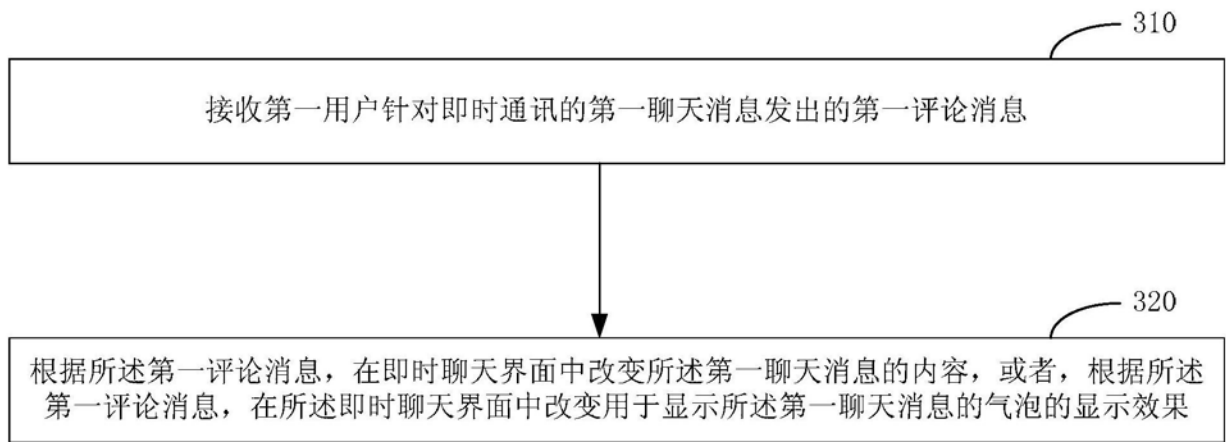 310
接收第一用户针对即时通讯的第一聊天消息发出的第一评论消息
320
根据所述第一评论消息，在即时聊天界面中改变所述第一聊天消息的内容，或者，根据所述
第一评论消息，在所述即时聊天界面中改变用于显示所述第一聊天消息的气泡的显示效果